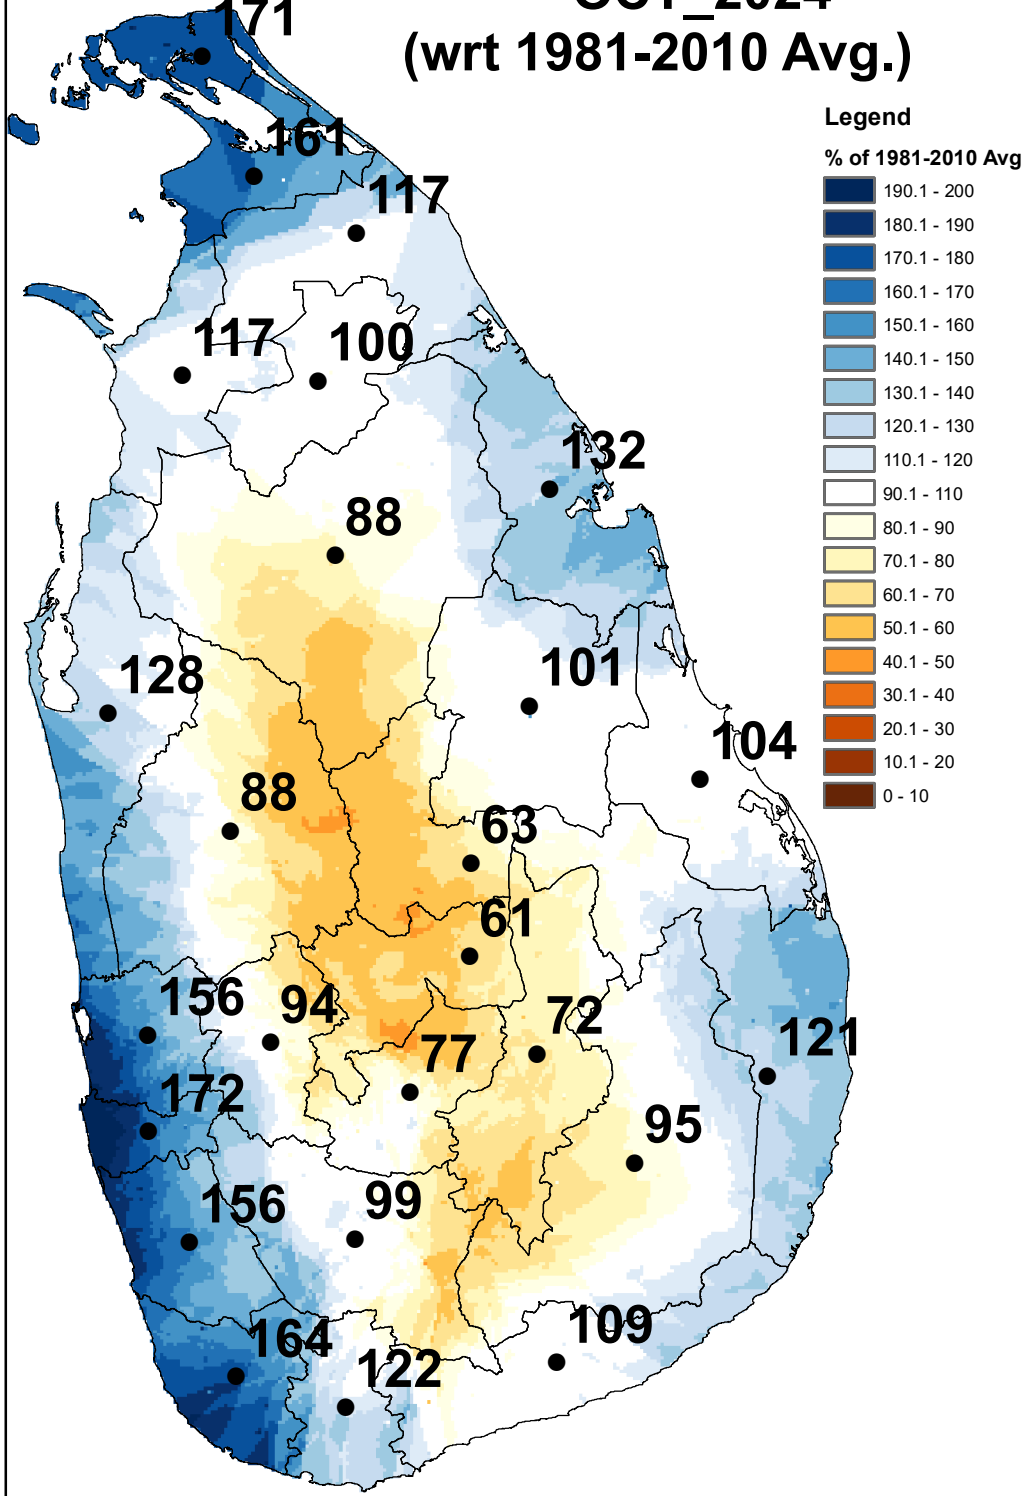 OCT_2024
(wrt 1981-2010 Avg.)
Legend
% of 1981-2010 Avg
190.1 - 200
180.1 - 190
170.1 - 180
160.1 - 170
150.1 - 160
140.1 - 150
130.1 - 140
120.1 - 130
110.1 - 120
90.1 - 110
80.1 - 90
70.1 - 80
60.1 - 70
50.1 - 60
40.1 - 50
30.1 - 40
20.1 - 30
10.1 - 20
0 - 10
171
161
117
117
100
132
88
128
101
104
88
63
61
156
94
72
77
121
172
95
156
99
164
122
109